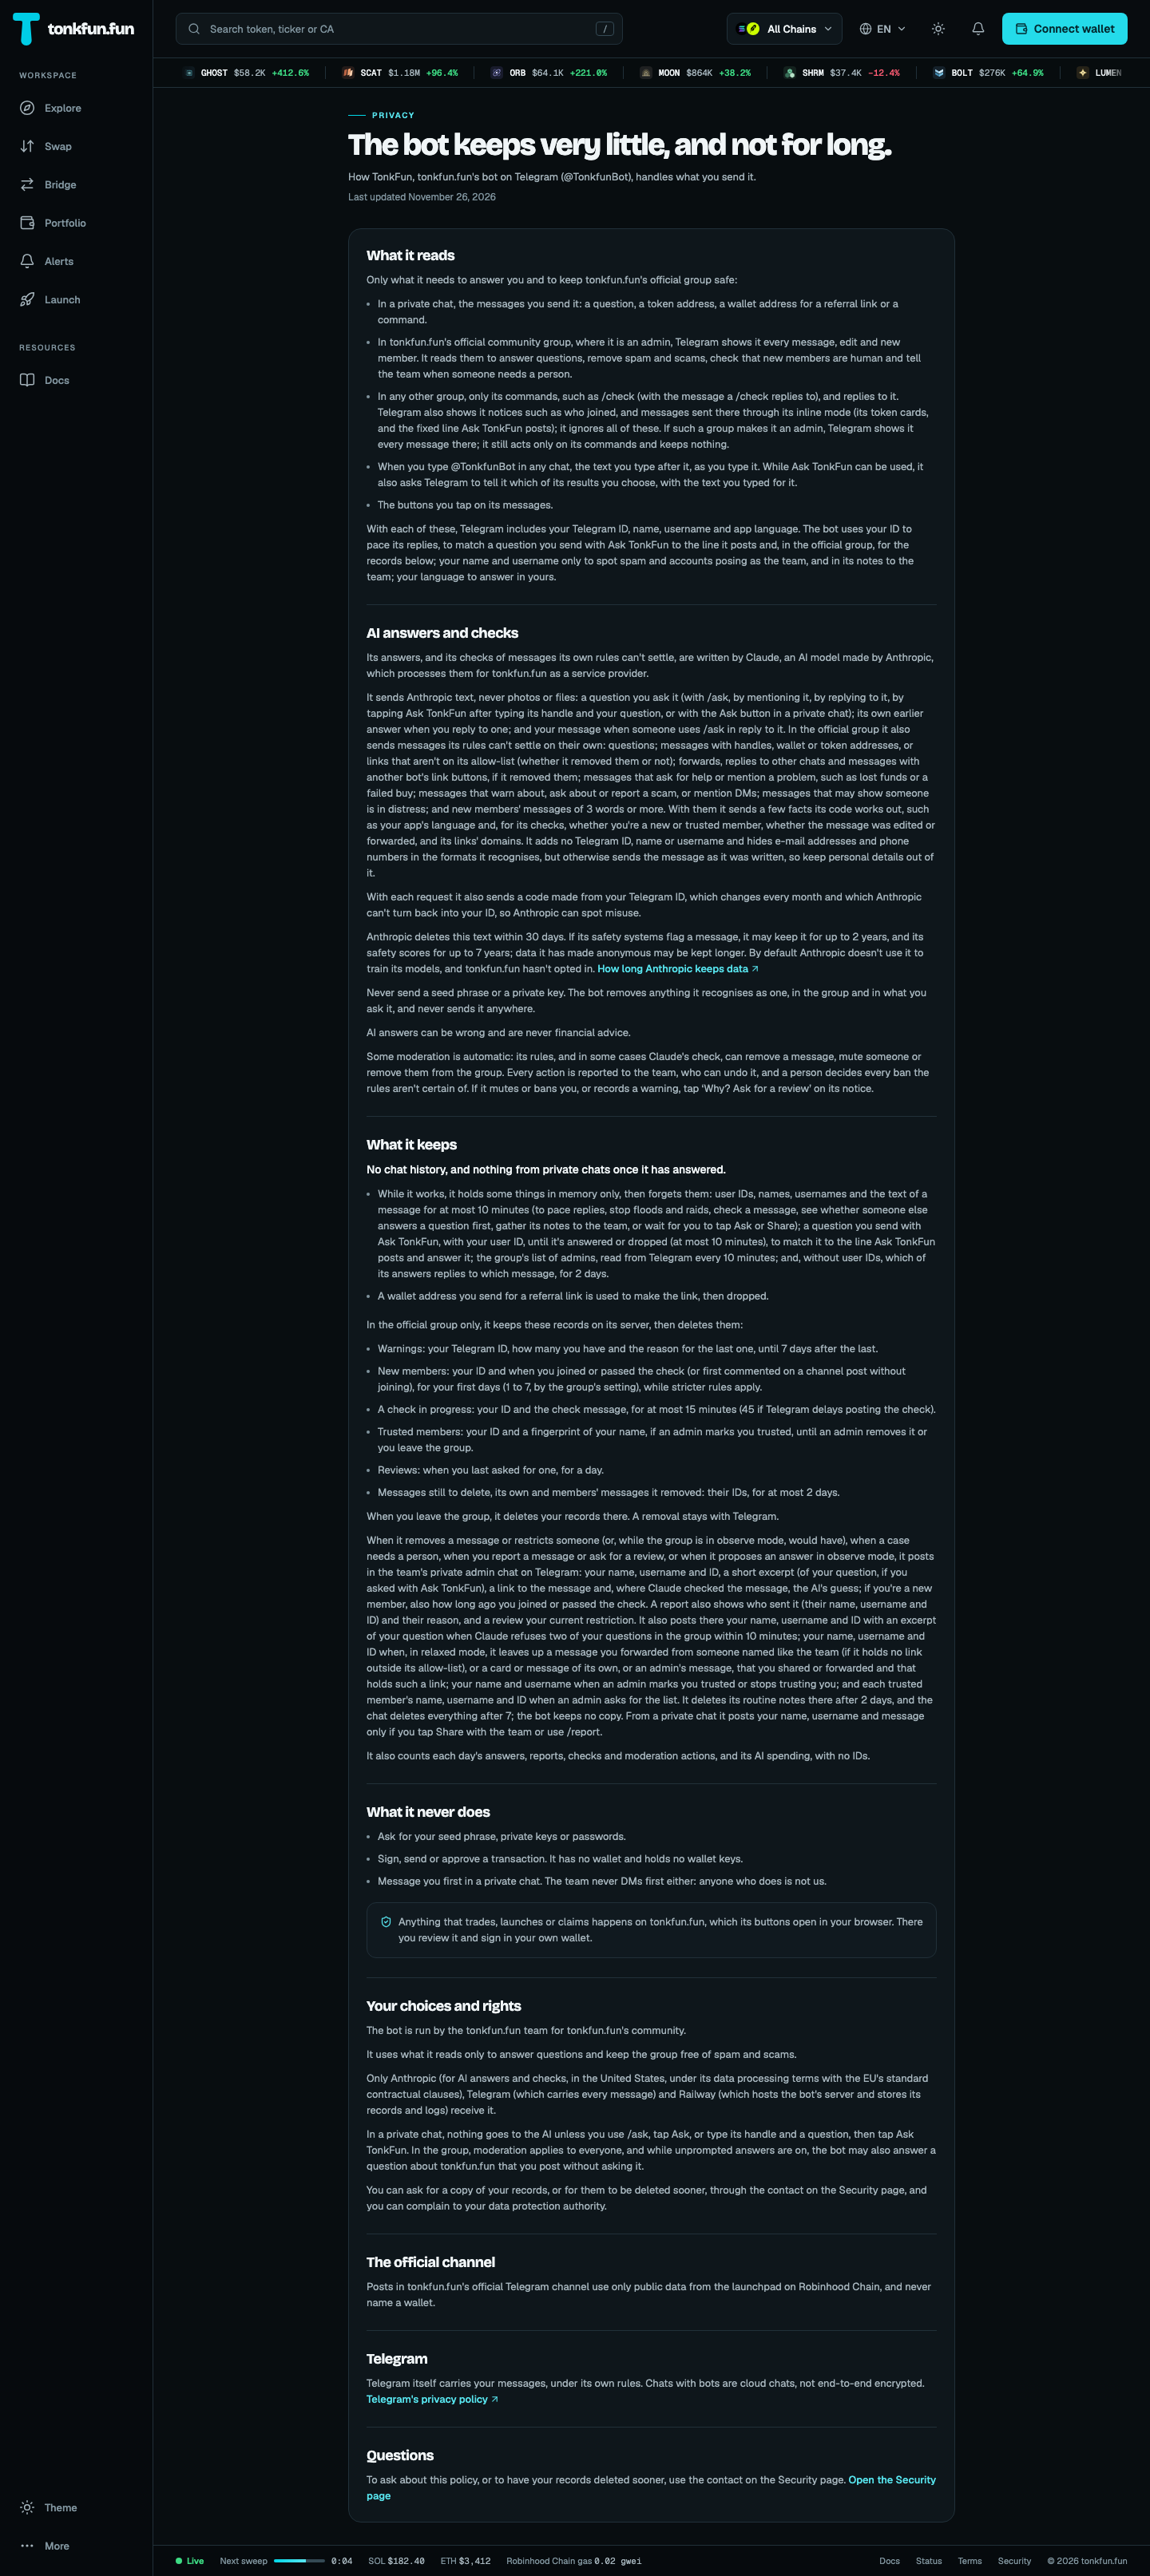 tonkfun.fun
Search token, ticker or CA
/
All Chains
EN
Connect wallet
GHOST $58.2K +412.6%
SCAT $1.18M +96.4%
ORB $64.1K +221.0%
MOON $864K +38.2%
SHRM $37.4K -12.4%
BOLT $276K +64.9%
LUMEN
WORKSPACE
Explore
Swap
Bridge
Portfolio
Alerts
Launch
RESOURCES
Docs
PRIVACY
The bot keeps very little, and not for long.
How TonkFun, tonkfun.fun's bot on Telegram (@TonkfunBot), handles what you send it.
Last updated November 26, 2026
What it reads
Only what it needs to answer you and to keep tonkfun.fun's official group safe:
• In a private chat, the messages you send it: a question, a token address, a wallet address for a referral link or a
command.
• In tonkfun.fun's official community group, where it is an admin, Telegram shows it every message, edit and new
member. It reads them to answer questions, remove spam and scams, check that new members are human and tell
the team when someone needs a person.
• In any other group, only its commands, such as /check (with the message a /check replies to), and replies to it.
Telegram also shows it notices such as who joined, and messages sent there through its inline mode (its token cards,
and the fixed line Ask TonkFun posts); it ignores all of these. If such a group makes it an admin, Telegram shows it
every message there; it still acts only on its commands and keeps nothing.
• When you type @TonkfunBot in any chat, the text you type after it, as you type it. While Ask TonkFun can be used, it
also asks Telegram to tell it which of its results you choose, with the text you typed for it.
• The buttons you tap on its messages.
With each of these, Telegram includes your Telegram ID, name, username and app language. The bot uses your ID to
pace its replies, to match a question you send with Ask TonkFun to the line it posts and, in the official group, for the
records below; your name and username only to spot spam and accounts posing as the team, and in its notes to the
team; your language to answer in yours.
AI answers and checks
Its answers, and its checks of messages its own rules can't settle, are written by Claude, an AI model made by Anthropic,
which processes them for tonkfun.fun as a service provider.
It sends Anthropic text, never photos or files: a question you ask it (with /ask, by mentioning it, by replying to it, by
tapping Ask TonkFun after typing its handle and your question, or with the Ask button in a private chat); its own earlier
answer when you reply to one; and your message when someone uses /ask in reply to it. In the official group it also
sends messages its rules can't settle on their own: questions; messages with handles, wallet or token addresses, or
links that aren't on its allow-list (whether it removed them or not); forwards, replies to other chats and messages with
another bot's link buttons, if it removed them; messages that ask for help or mention a problem, such as lost funds or a
failed buy; messages that warn about, ask about or report a scam, or mention DMs; messages that may show someone
is in distress; and new members' messages of 3 words or more. With them it sends a few facts its code works out, such
as your app's language and, for its checks, whether you're a new or trusted member, whether the message was edited or
forwarded, and its links' domains. It adds no Telegram ID, name or username and hides e-mail addresses and phone
numbers in the formats it recognises, but otherwise sends the message as it was written, so keep personal details out of
it.
With each request it also sends a code made from your Telegram ID, which changes every month and which Anthropic
can't turn back into your ID, so Anthropic can spot misuse.
Anthropic deletes this text within 30 days. If its safety systems flag a message, it may keep it for up to 2 years, and its
safety scores for up to 7 years; data it has made anonymous may be kept longer. By default Anthropic doesn't use it to
train its models, and tonkfun.fun hasn't opted in. How long Anthropic keeps data ↗
Never send a seed phrase or a private key. The bot removes anything it recognises as one, in the group and in what you
ask it, and never sends it anywhere.
AI answers can be wrong and are never financial advice.
Some moderation is automatic: its rules, and in some cases Claude's check, can remove a message, mute someone or
remove them from the group. Every action is reported to the team, who can undo it, and a person decides every ban the
rules aren't certain of. If it mutes or bans you, or records a warning, tap ‘Why? Ask for a review’ on its notice.
What it keeps
No chat history, and nothing from private chats once it has answered.
• While it works, it holds some things in memory only, then forgets them: user IDs, names, usernames and the text of a
message for at most 10 minutes (to pace replies, stop floods and raids, check a message, see whether someone else
answers a question first, gather its notes to the team, or wait for you to tap Ask or Share); a question you send with
Ask TonkFun, with your user ID, until it's answered or dropped (at most 10 minutes), to match it to the line Ask TonkFun
posts and answer it; the group's list of admins, read from Telegram every 10 minutes; and, without user IDs, which of
its answers replies to which message, for 2 days.
• A wallet address you send for a referral link is used to make the link, then dropped.
In the official group only, it keeps these records on its server, then deletes them:
• Warnings: your Telegram ID, how many you have and the reason for the last one, until 7 days after the last.
• New members: your ID and when you joined or passed the check (or first commented on a channel post without
joining), for your first days (1 to 7, by the group's setting), while stricter rules apply.
• A check in progress: your ID and the check message, for at most 15 minutes (45 if Telegram delays posting the check).
• Trusted members: your ID and a fingerprint of your name, if an admin marks you trusted, until an admin removes it or
you leave the group.
• Reviews: when you last asked for one, for a day.
• Messages still to delete, its own and members' messages it removed: their IDs, for at most 2 days.
When you leave the group, it deletes your records there. A removal stays with Telegram.
When it removes a message or restricts someone (or, while the group is in observe mode, would have), when a case
needs a person, when you report a message or ask for a review, or when it proposes an answer in observe mode, it posts
in the team's private admin chat on Telegram: your name, username and ID, a short excerpt (of your question, if you
asked with Ask TonkFun), a link to the message and, where Claude checked the message, the AI's guess; if you're a new
member, also how long ago you joined or passed the check. A report also shows who sent it (their name, username and
ID) and their reason, and a review your current restriction. It also posts there your name, username and ID with an excerpt
of your question when Claude refuses two of your questions in the group within 10 minutes; your name, username and
ID when, in relaxed mode, it leaves up a message you forwarded from someone named like the team (if it holds no link
outside its allow-list), or a card or message of its own, or an admin's message, that you shared or forwarded and that
holds such a link; your name and username when an admin marks you trusted or stops trusting you; and each trusted
member's name, username and ID when an admin asks for the list. It deletes its routine notes there after 2 days, and the
chat deletes everything after 7; the bot keeps no copy. From a private chat it posts your name, username and message
only if you tap Share with the team or use /report.
It also counts each day's answers, reports, checks and moderation actions, and its AI spending, with no IDs.
What it never does
• Ask for your seed phrase, private keys or passwords.
• Sign, send or approve a transaction. It has no wallet and holds no wallet keys.
• Message you first in a private chat. The team never DMs first either: anyone who does is not us.
Anything that trades, launches or claims happens on tonkfun.fun, which its buttons open in your browser. There
you review it and sign in your own wallet.
Your choices and rights
The bot is run by the tonkfun.fun team for tonkfun.fun's community.
It uses what it reads only to answer questions and keep the group free of spam and scams.
Only Anthropic (for AI answers and checks, in the United States, under its data processing terms with the EU's standard
contractual clauses), Telegram (which carries every message) and Railway (which hosts the bot's server and stores its
records and logs) receive it.
In a private chat, nothing goes to the AI unless you use /ask, tap Ask, or type its handle and a question, then tap Ask
TonkFun. In the group, moderation applies to everyone, and while unprompted answers are on, the bot may also answer a
question about tonkfun.fun that you post without asking it.
You can ask for a copy of your records, or for them to be deleted sooner, through the contact on the Security page, and
you can complain to your data protection authority.
The official channel
Posts in tonkfun.fun's official Telegram channel use only public data from the launchpad on Robinhood Chain, and never
name a wallet.
Telegram
Telegram itself carries your messages, under its own rules. Chats with bots are cloud chats, not end-to-end encrypted.
Telegram's privacy policy ↗
Questions
To ask about this policy, or to have your records deleted sooner, use the contact on the Security page. Open the Security
page
Theme
More
Live
Next sweep 0:04
SOL $182.40
ETH $3,412
Robinhood Chain gas 0.02 gwei
Docs
Status
Terms
Security
© 2026 tonkfun.fun